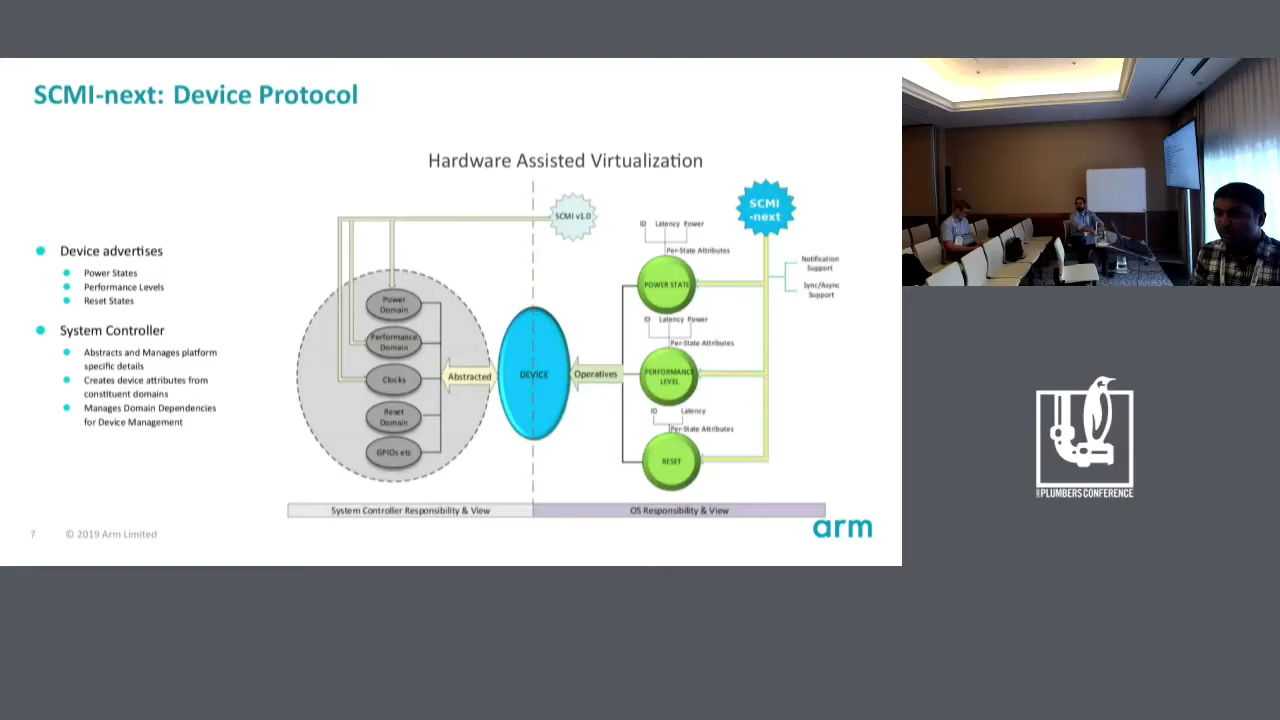 SCMI-next: Device Protocol
Hardware Assisted Virtualization
Device advertises
Power States
Performance Levels
Reset States
System Controller
Abstracts and Manages platform
specific details
Creates device attributes from
constituent domains
Manages Domain Dependencies
for Device Management
SCMI v1.0
Power
Domain
Performance
Domain
Clocks
Reset
Domain
GPIOs etc
Abstracted
DEVICE
Operatives
SCMI
-next
ID Latency Power
Per-State Attributes
POWER STATE
Notification
Support
Sync/Async
Support
ID Latency Power
Per-State Attributes
PERFORMANCE
LEVEL
ID Latency
Per-State Attributes
RESET
System Controller Responsibility & View
OS Responsibility & View
7 © 2019 Arm Limited
arm
PLUMBERS CONFERENCE